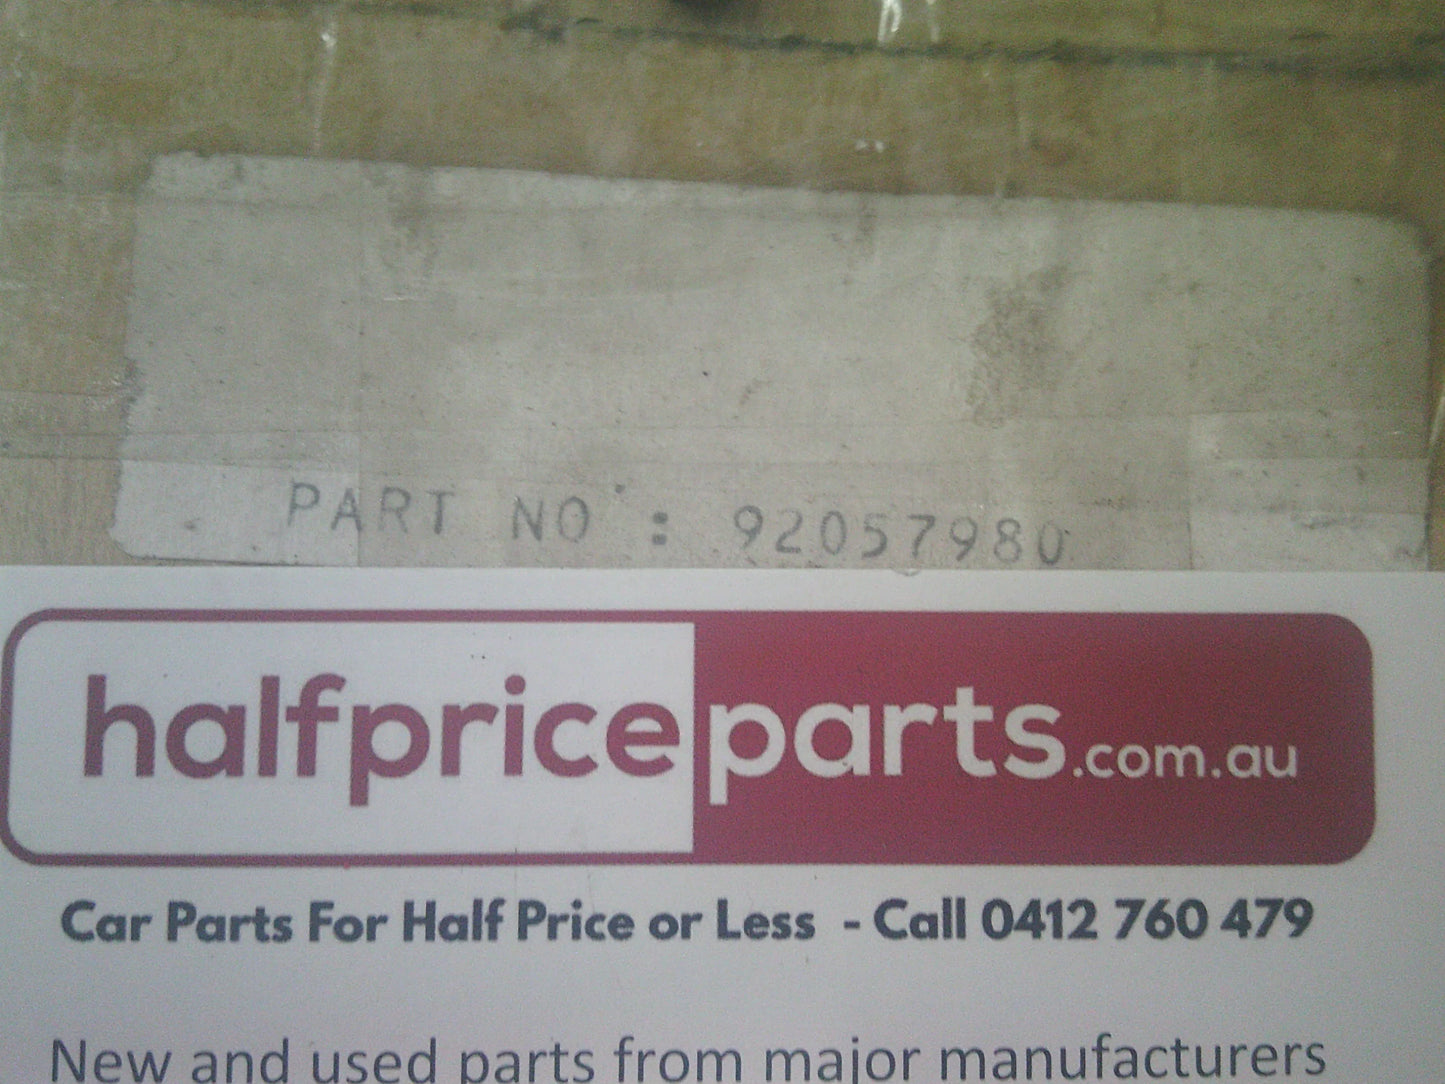 PART NO : 92057980
halfpriceparts.com.au
Car Parts For Half Price or Less - Call 0412 760 479
New and used parts from major manufacturers